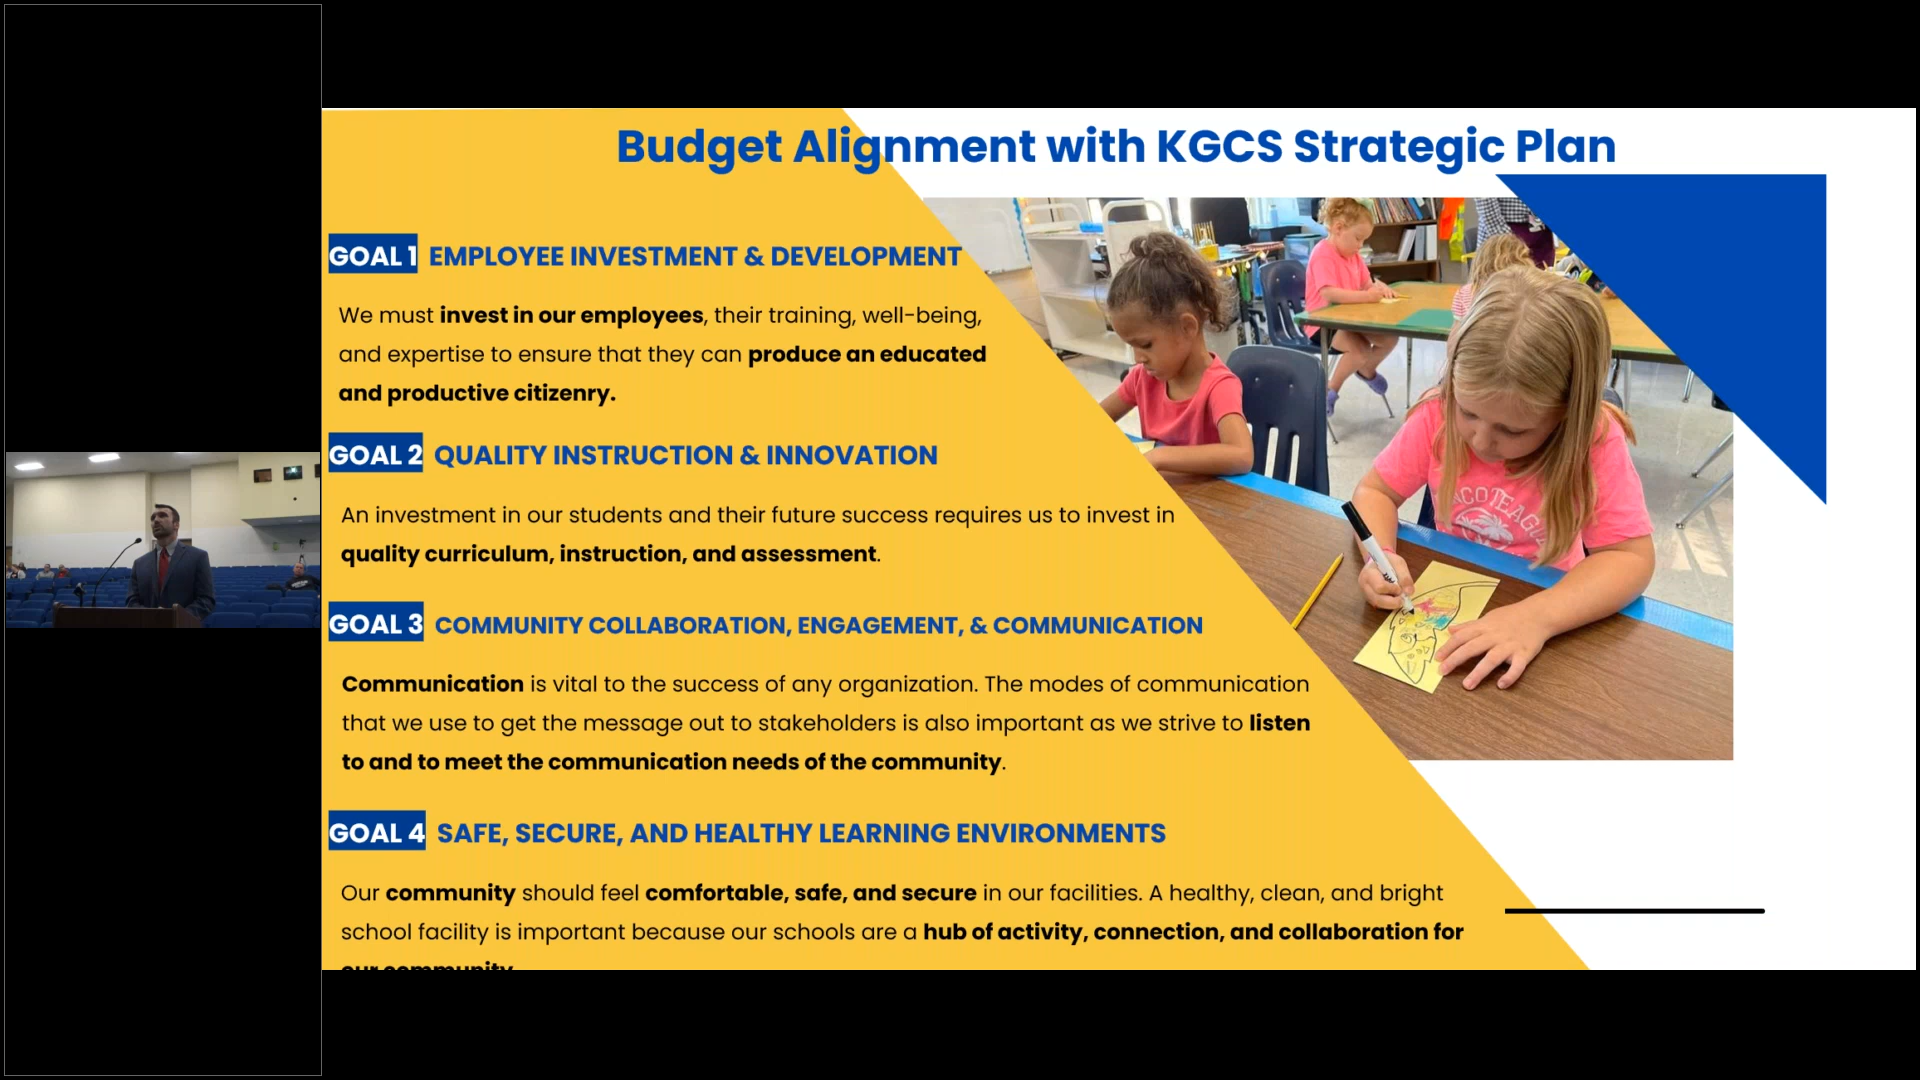 Budget Alignment with KGCS Strategic Plan
GOAL 1 EMPLOYEE INVESTMENT & DEVELOPMENT
We must invest in our employees, their training, well-being,
and expertise to ensure that they can produce an educated
and productive citizenry.
GOAL 2 QUALITY INSTRUCTION & INNOVATION
An investment in our students and their future success requires us to invest in
quality curriculum, instruction, and assessment.
GOAL 3 COMMUNITY COLLABORATION, ENGAGEMENT, & COMMUNICATION
Communication is vital to the success of any organization. The modes of communication
that we use to get the message out to stakeholders is also important as we strive to listen
to and to meet the communication needs of the community.
GOAL 4 SAFE, SECURE, AND HEALTHY LEARNING ENVIRONMENTS
Our community should feel comfortable, safe, and secure in our facilities. A healthy, clean, and bright
school facility is important because our schools are a hub of activity, connection, and collaboration for
our community